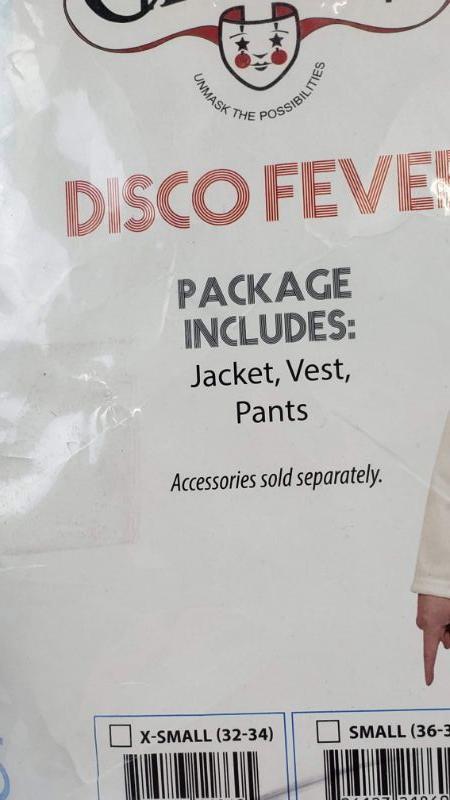 UNMASK THE POSSIBILITIES
DISCO FEVE
PACKAGE
INCLUDES:
Jacket, Vest,
Pants
Accessories sold separately.
X-SMALL (32-34)
SMALL (36-3